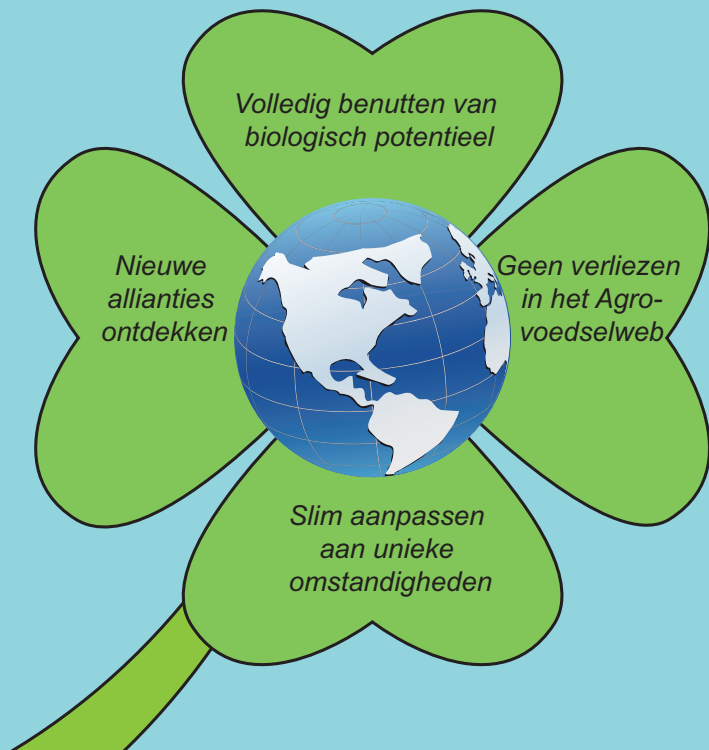 Volledig benutten van
biologisch potentieel
Nieuwe
allianties
ontdekken
Geen verliezen
in het Agro-
voedselweb
Slim aanpassen
aan unieke
omstandigheden